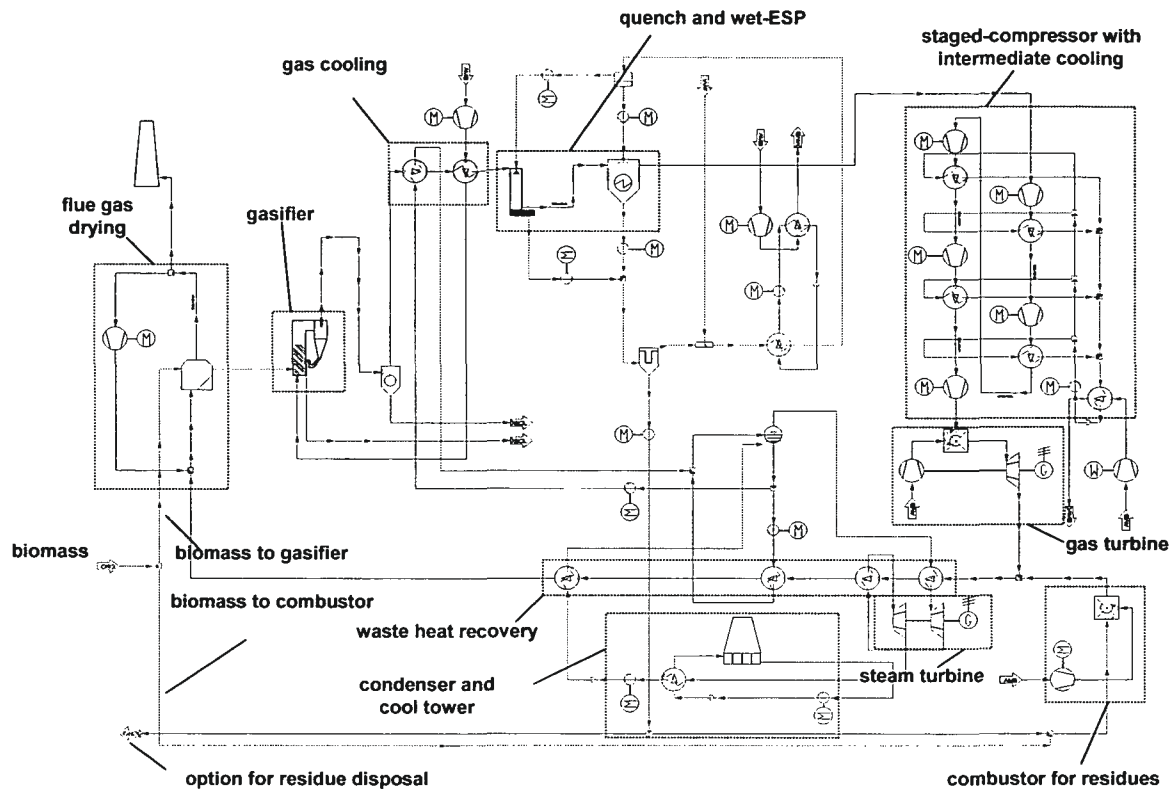 quench and wet-ESP
staged-compressor with
intermediate cooling
gas cooling
M
M
M
M
flue gas
drying
gasifier
M
M
M
M
M
M
M
M
M
M
M
G
W
gas turbine
biomass
biomass to gasifier
biomass to combustor
waste heat recovery
M
M
G
steam turbine
condenser and
cool tower
M
M
M
option for residue disposal
combustor for residues